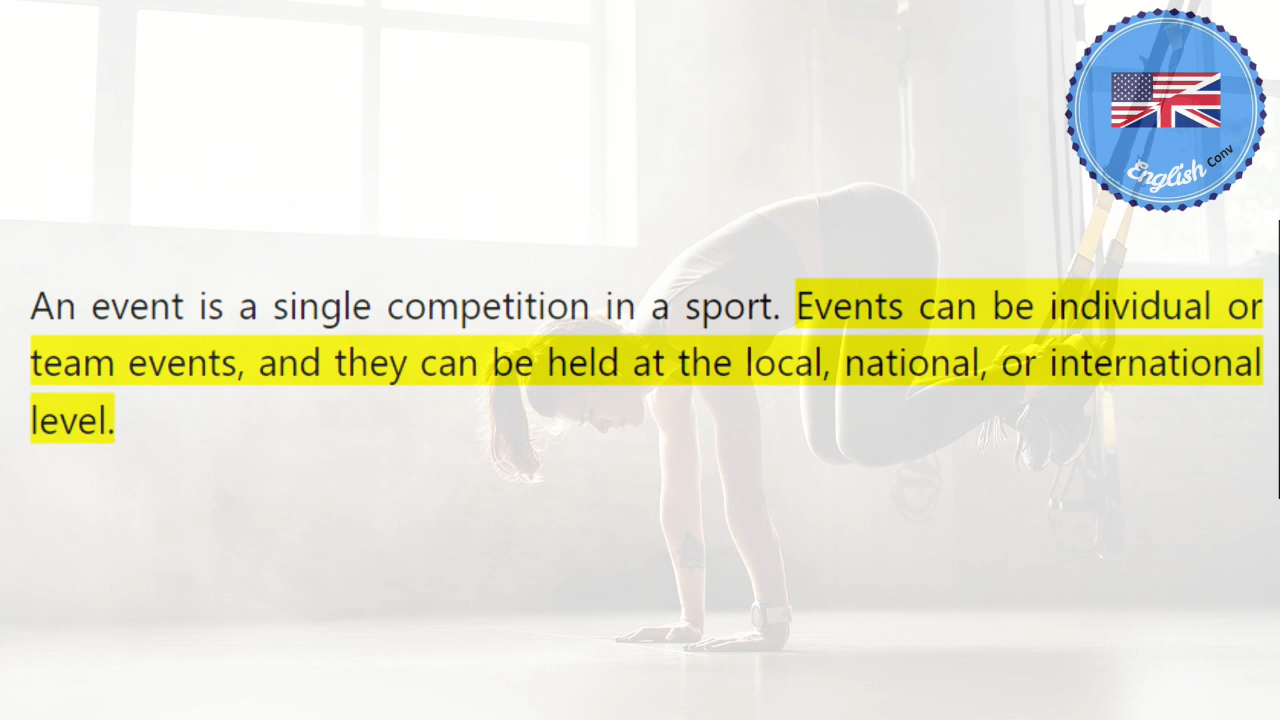 English Conv
An event is a single competition in a sport. Events can be individual or
team events, and they can be held at the local, national, or international
level.